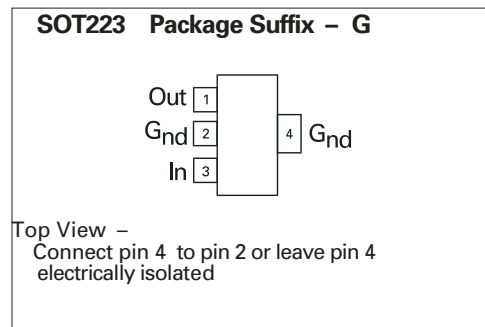 SOT223 Package Suffix – G
Out 1
Gnd 2
4 Gnd
In 3
Top View –
Connect pin 4 to pin 2 or leave pin 4
electrically isolated